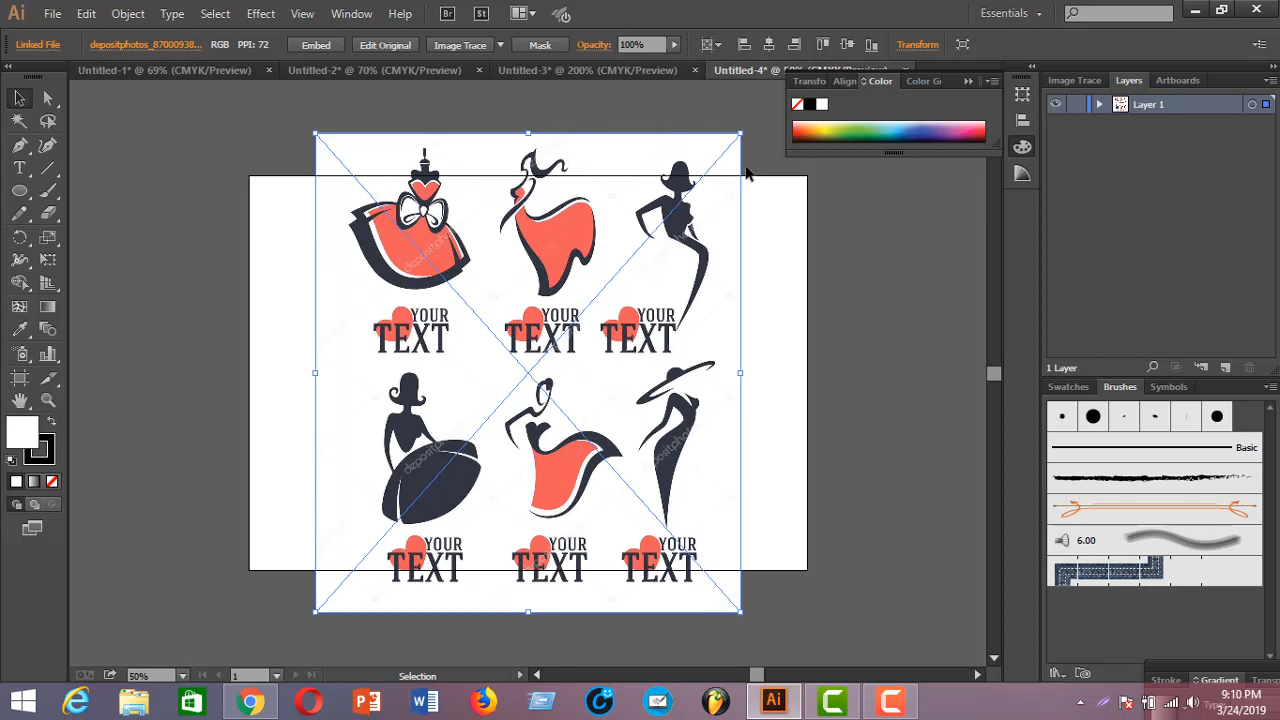 Ai File Edit Object Type Select Effect View Window Help Br St Essentials
Linked File depositphotos_87000938... RGB PPI: 72 Embed Edit Original Image Trace Mask Opacity: 100% Transform
Untitled-1* @ 69% (CMYK/Preview) × Untitled-2* @ 70% (CMYK/Preview) × Untitled-3* @ 200% (CMYK/Preview) × Untitled-4* @ 50% (CMYK/Preview) ×
Transfo Align Color Color G
Image Trace Layers Artboards
Layer 1
YOUR TEXT
YOUR TEXT
YOUR TEXT
depositphotos
YOUR TEXT
YOUR TEXT
YOUR TEXT
1 Layer
Swatches Brushes Symbols
Basic
6.00
50% 1 Selection
Stroke Gradient Transp
9:10 PM
3/24/2019